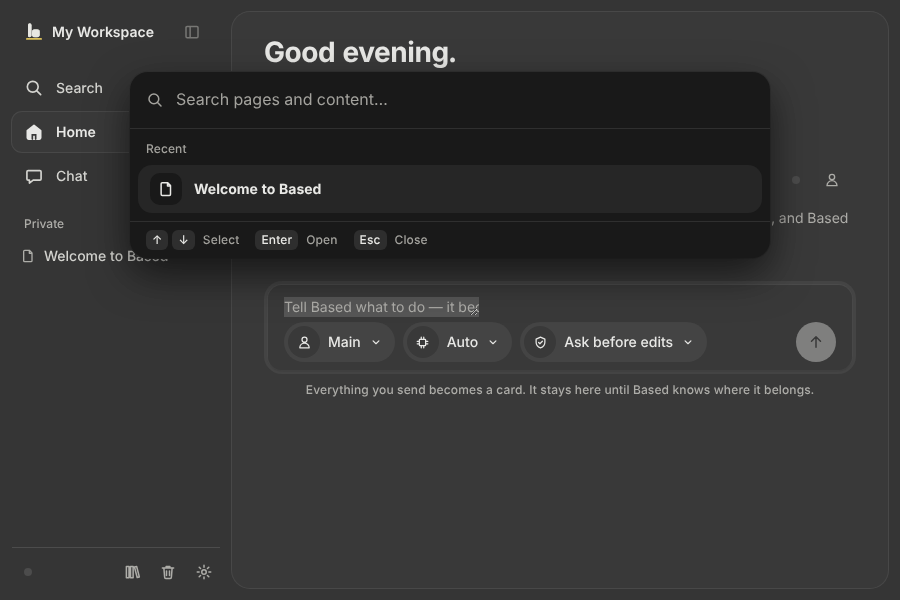 My Workspace
Good evening.
Search
Search pages and content...
Home
Recent
Chat
Welcome to Based
Private
, and Based
Select
Enter
Open
Esc
Close
Welcome to Based
Tell Based what to do — it
Main
Auto
Ask before edits
Everything you send becomes a card. It stays here until Based knows where it belongs.